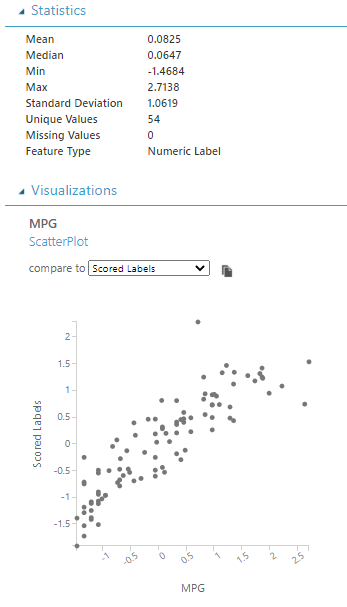 Statistics
Mean 0.0825
Median 0.0647
Min -1.4684
Max 2.7138
Standard Deviation 1.0619
Unique Values 54
Missing Values 0
Feature Type Numeric Label
Visualizations
MPG
ScatterPlot
compare to Scored Labels
2
1.5
1
0.5
0
-0.5
-1
-1.5
Scored Labels
-1 -0.5 0 0.5 1 1.5 2 2.5
MPG